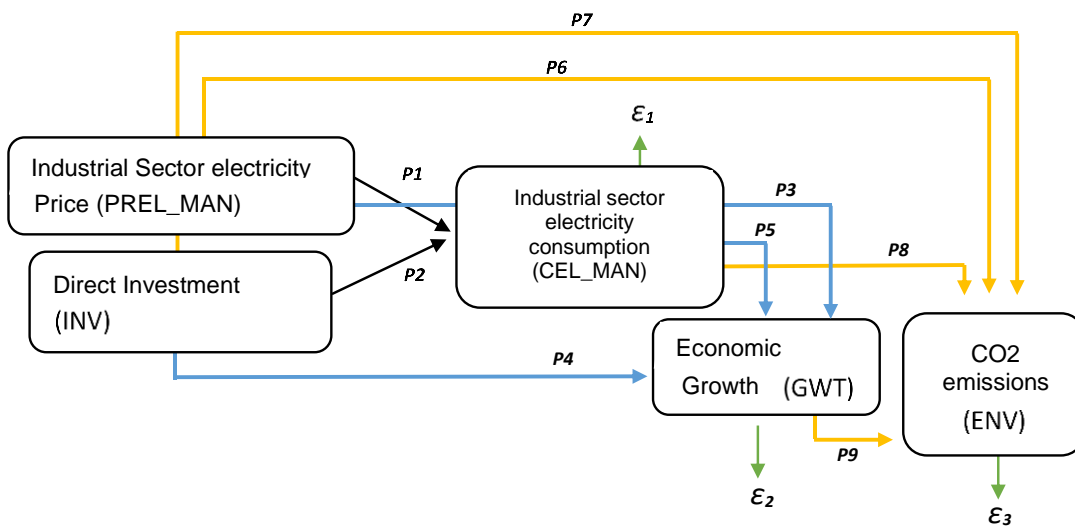 P7
P6
ε1
Industrial Sector electricity
Price (PREL_MAN)
P1
Industrial sector
electricity
consumption
(CEL_MAN)
P3
P5
P8
P2
Direct Investment
(INV)
P4
Economic
Growth (GWT)
CO2
emissions
(ENV)
P9
ε2
ε3